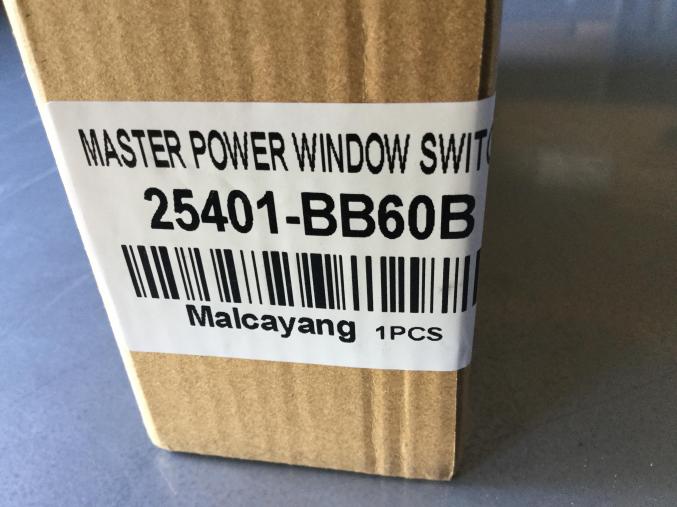 MASTER POWER WINDOW SWITC
25401-BB60B
Malcayang 1PCS